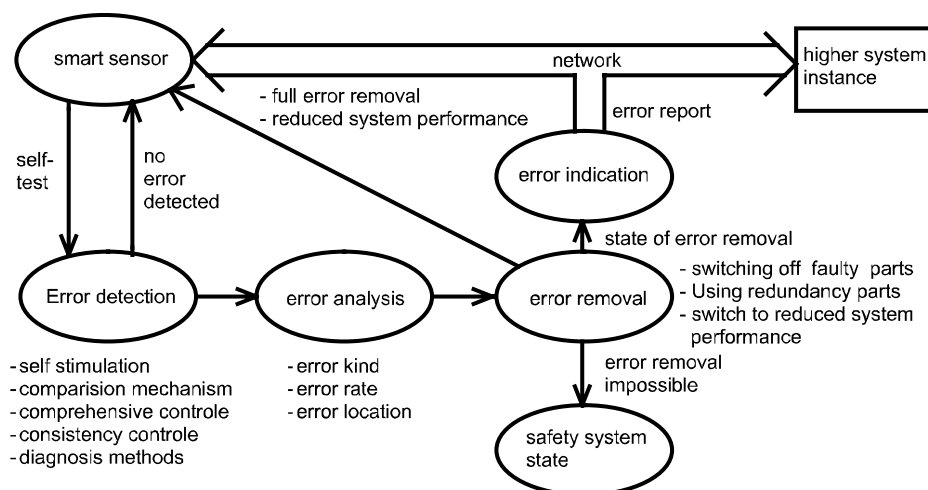 smart sensor
network
higher system
instance
- full error removal
- reduced system performance
error report
self-
test
no
error
detected
error indication
state of error removal
Error detection
error analysis
error removal
- switching off faulty parts
- Using redundancy parts
- switch to reduced system
performance
- self stimulation
- comparision mechanism
- comprehensive controle
- consistency controle
- diagnosis methods
- error kind
- error rate
- error location
error removal
impossible
safety system
state